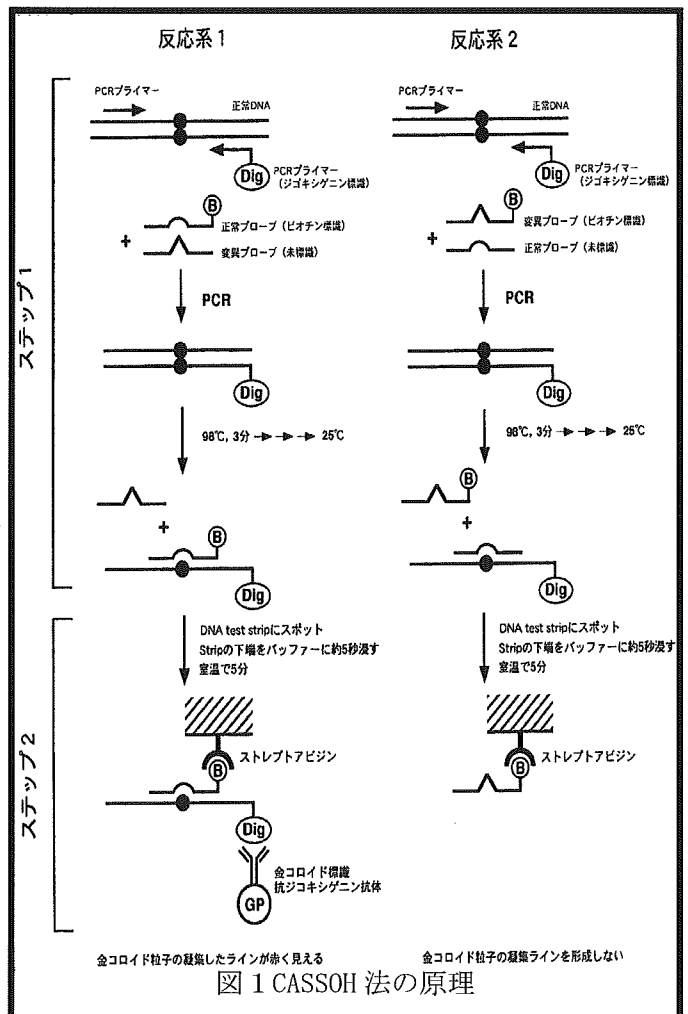 反応系1
反応系2
ステップ1
PCRプライマー
正常DNA
Dig
PCRプライマー
(ジゴキシゲニン標識)
B
正常プローブ(ビオチン標識)
+
変異プローブ(未標識)
PCR
Dig
98℃, 3分 → → → 25℃
+
B
Dig
PCRプライマー
正常DNA
Dig
PCRプライマー
(ジゴキシゲニン標識)
B
変異プローブ(ビオチン標識)
+
正常プローブ(未標識)
PCR
Dig
98℃, 3分 → → → 25℃
B
+
Dig
ステップ2
DNA test stripにスポット
Stripの下端をバッファーに約5秒浸す
室温で5分
ストレプトアビジン
B
Dig
金コロイド標識
抗ジコキシゲニン抗体
GP
金コロイド粒子の凝集したラインが赤く見える
DNA test stripにスポット
Stripの下端をバッファーに約5秒浸す
室温で5分
ストレプトアビジン
B
金コロイド粒子の凝集ラインを形成しない
図1 CASSOH 法の原理